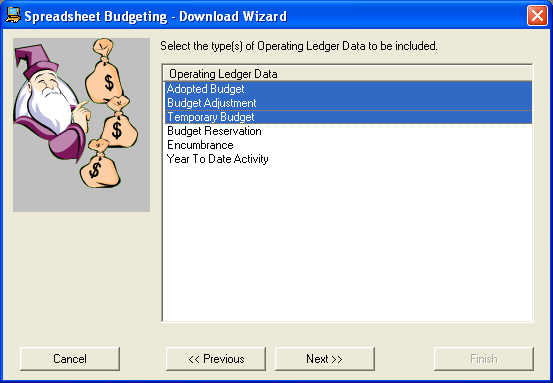 Spreadsheet Budgeting - Download Wizard
Select the type(s) of Operating Ledger Data to be included.
Operating Ledger Data
Adopted Budget
Budget Adjustment
Temporary Budget
Budget Reservation
Encumbrance
Year To Date Activity
$
$
$
Cancel
<< Previous
Next >>
Finish